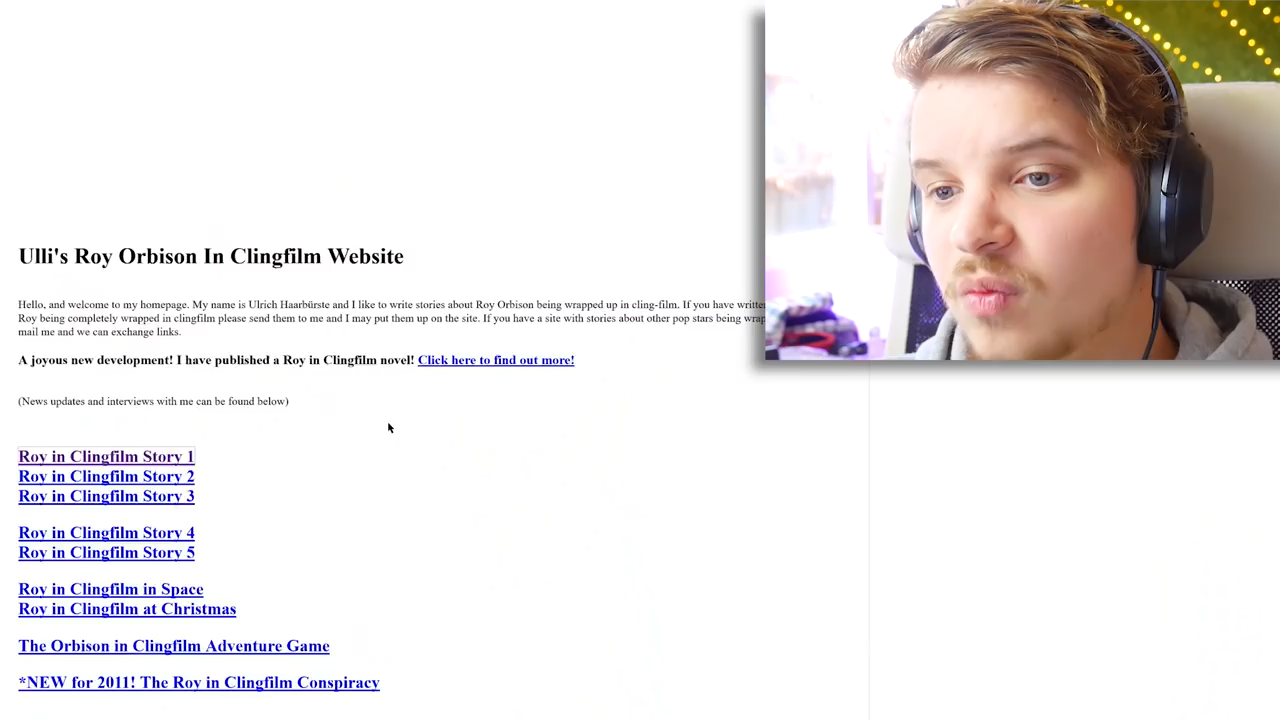 Ulli's Roy Orbison In Clingfilm Website
Hello, and welcome to my homepage. My name is Ulrich Haarbürste and I like to write stories about Roy Orbison being wrapped up in cling-film. If you have
Roy being completely wrapped in clingfilm please send them to me and I may put them up on the site. If you have a site with stories about other pop stars being
mail me and we can exchange links.
A joyous new development! I have published a Roy in Clingfilm novel! Click here to find out more!
(News updates and interviews with me can be found below)
Roy in Clingfilm Story 1
Roy in Clingfilm Story 2
Roy in Clingfilm Story 3
Roy in Clingfilm Story 4
Roy in Clingfilm Story 5
Roy in Clingfilm in Space
Roy in Clingfilm at Christmas
The Orbison in Clingfilm Adventure Game
*NEW for 2011! The Roy in Clingfilm Conspiracy